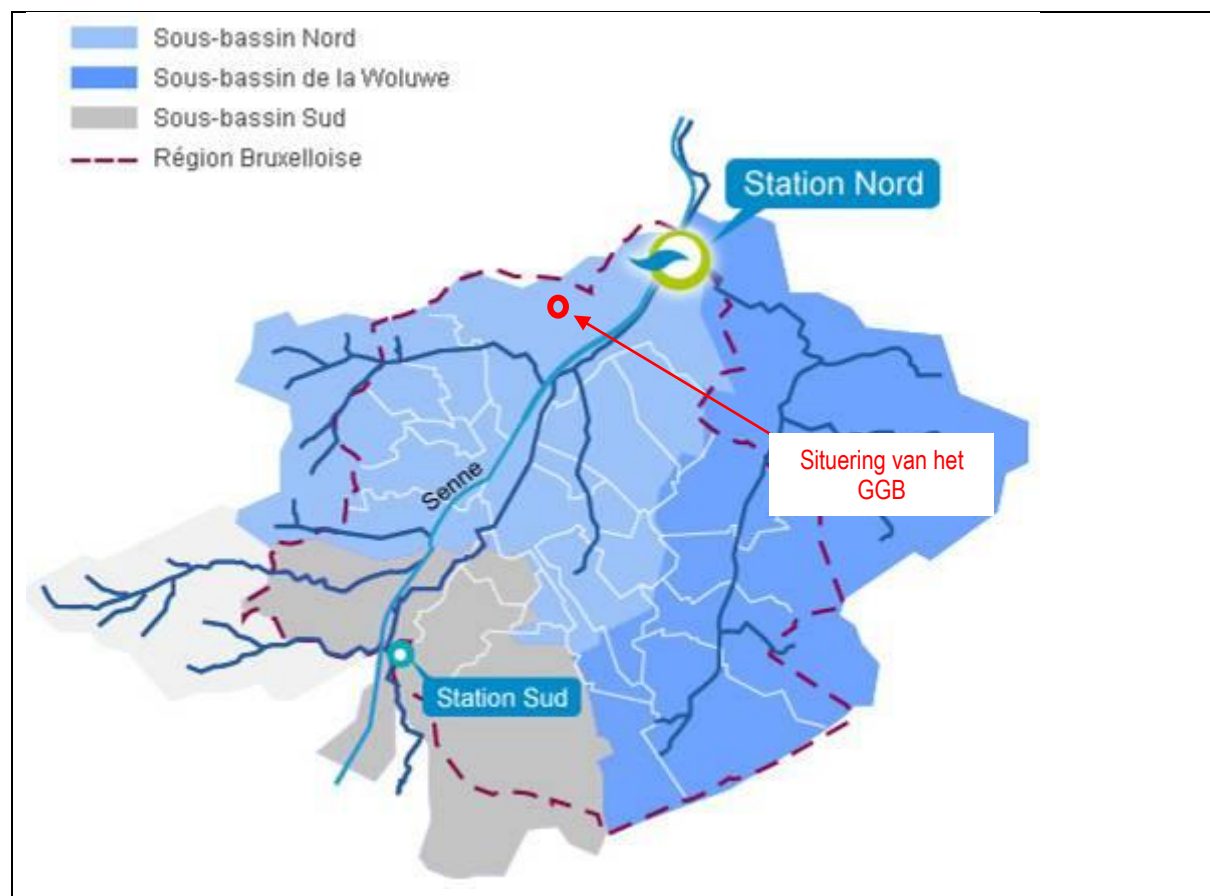 Sous-bassin Nord
Sous-bassin de la Woluwe
Sous-bassin Sud
Région Bruxelloise
Station Nord
Situering van het
GGB
Senne
Station Sud